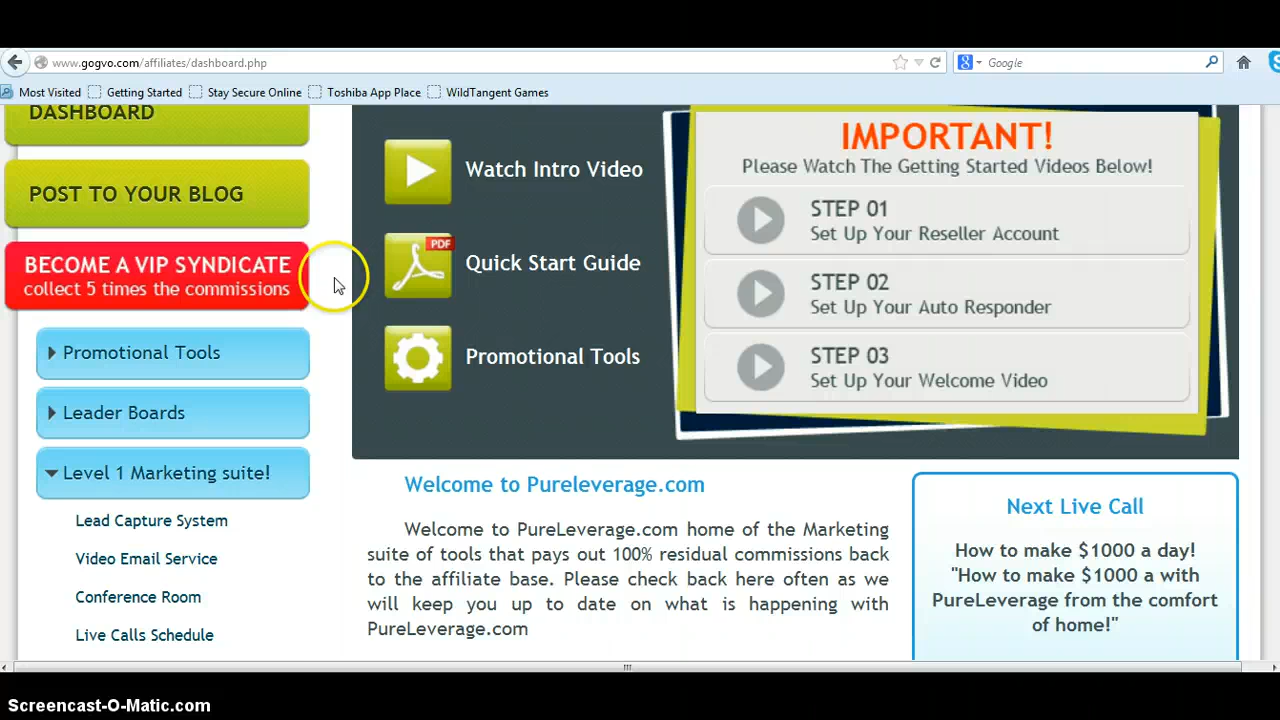 www.gogvo.com/affiliates/dashboard.php
Google
Most Visited Getting Started Stay Secure Online Toshiba App Place WildTangent Games
DASHBOARD
POST TO YOUR BLOG
BECOME A VIP SYNDICATE
collect 5 times the commissions
Promotional Tools
Leader Boards
Level 1 Marketing suite!
Lead Capture System
Video Email Service
Conference Room
Live Calls Schedule
Watch Intro Video
PDF
Quick Start Guide
Promotional Tools
IMPORTANT!
Please Watch The Getting Started Videos Below!
STEP 01
Set Up Your Reseller Account
STEP 02
Set Up Your Auto Responder
STEP 03
Set Up Your Welcome Video
Welcome to Pureleverage.com
Welcome to PureLeverage.com home of the Marketing
suite of tools that pays out 100% residual commissions back
to the affiliate base. Please check back here often as we
will keep you up to date on what is happening with
PureLeverage.com
Next Live Call
How to make $1000 a day!
"How to make $1000 a with
PureLeverage from the comfort
of home!"
Screencast-O-Matic.com